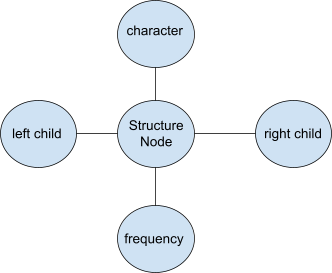 character
left child
Structure
Node
right child
frequency